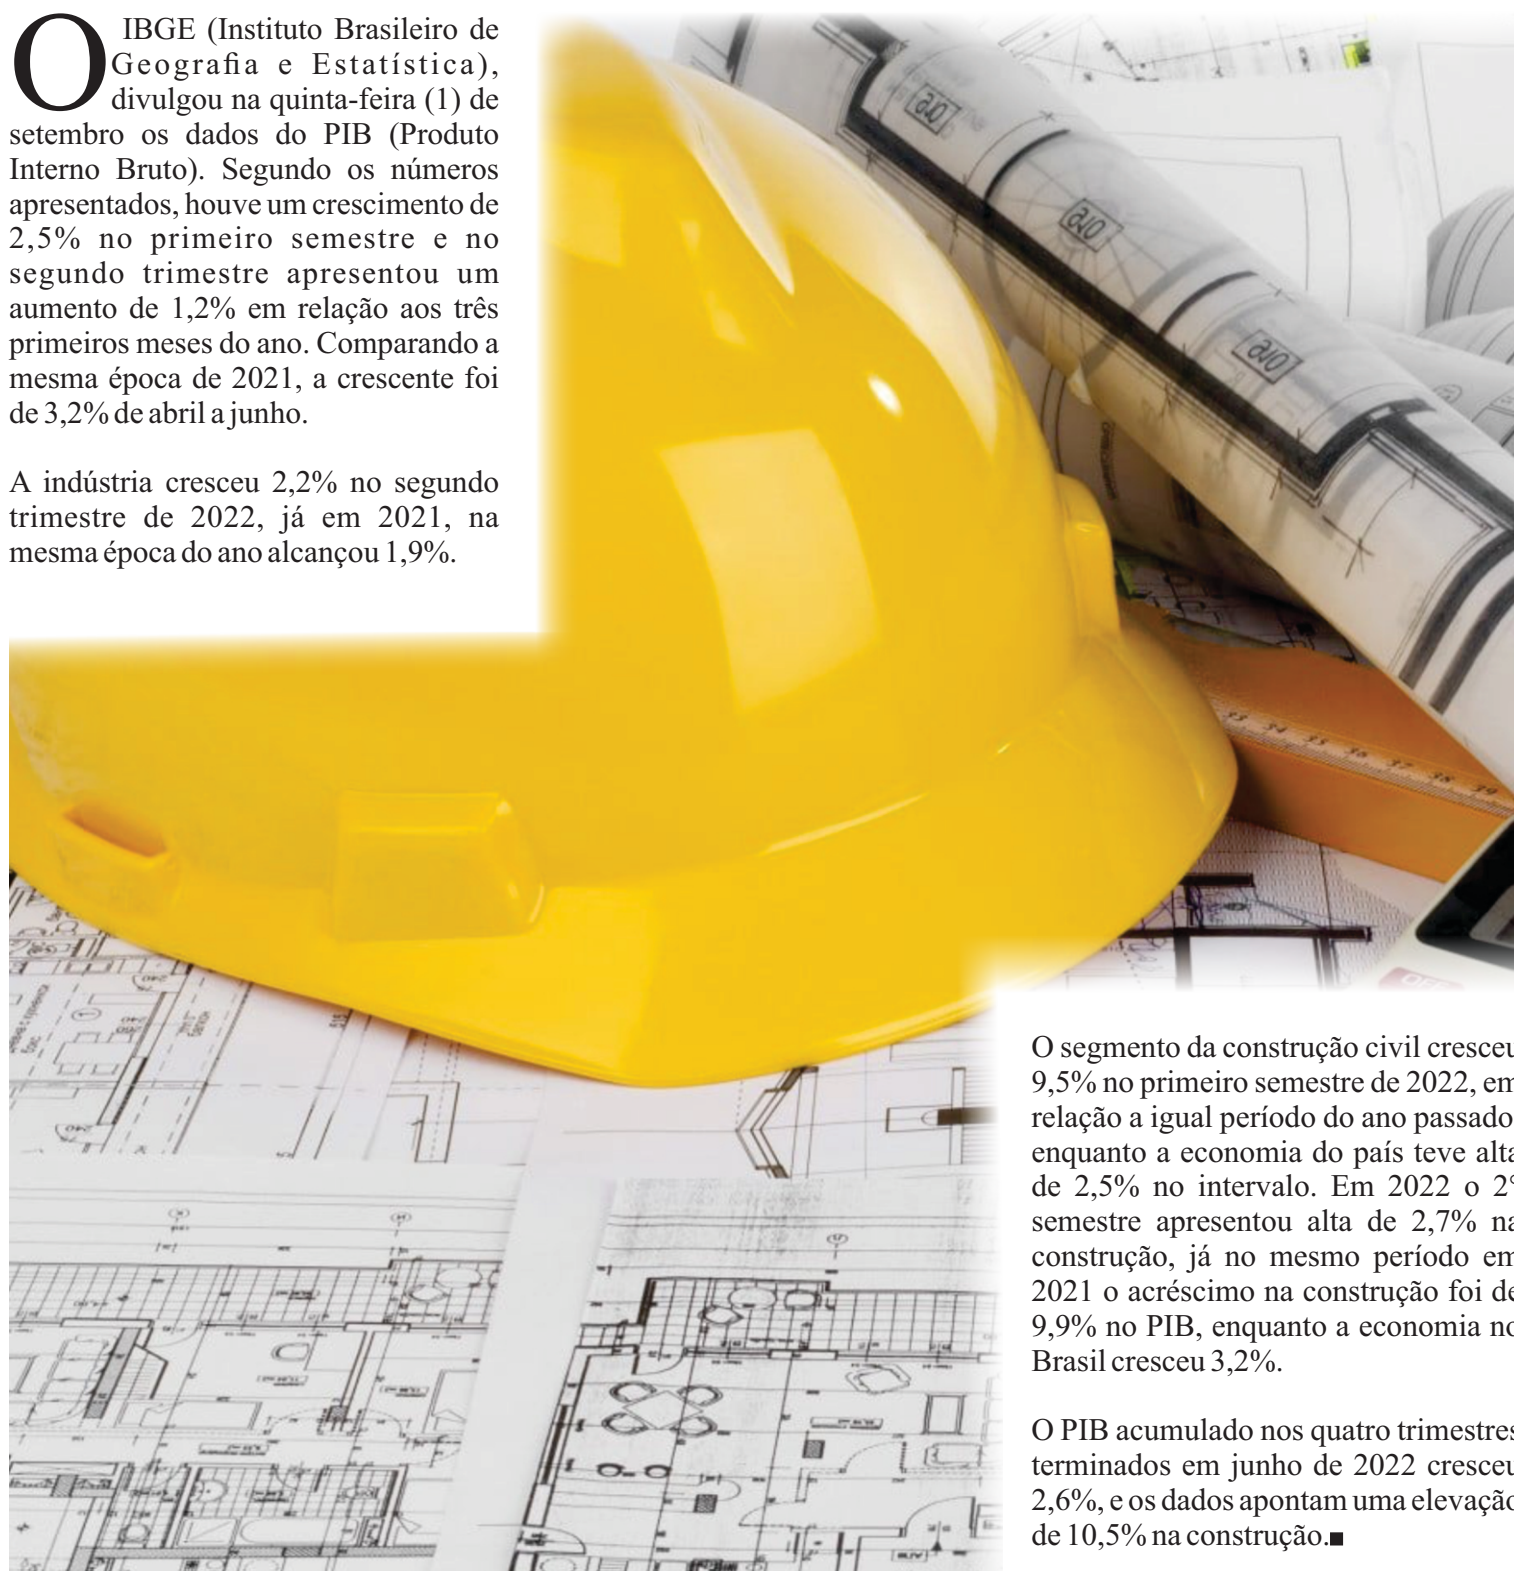 O IBGE (Instituto Brasileiro de
Geografia e Estatística),
divulgou na quinta-feira (1) de
setembro os dados do PIB (Produto
Interno Bruto). Segundo os números
apresentados, houve um crescimento de
2,5% no primeiro semestre e no
segundo trimestre apresentou um
aumento de 1,2% em relação aos três
primeiros meses do ano. Comparando a
mesma época de 2021, a crescente foi
de 3,2% de abril a junho.
A indústria cresceu 2,2% no segundo
trimestre de 2022, já em 2021, na
mesma época do ano alcançou 1,9%.
33 34 35 36 37 38 39
O segmento da construção civil cresceu
9,5% no primeiro semestre de 2022, em
relação a igual período do ano passado
enquanto a economia do país teve alta
de 2,5% no intervalo. Em 2022 o 2°
semestre apresentou alta de 2,7% na
construção, já no mesmo período em
2021 o acréscimo na construção foi de
9,9% no PIB, enquanto a economia no
Brasil cresceu 3,2%.
O PIB acumulado nos quatro trimestres
terminados em junho de 2022 cresceu
2,6%, e os dados apontam uma elevação
de 10,5% na construção.■